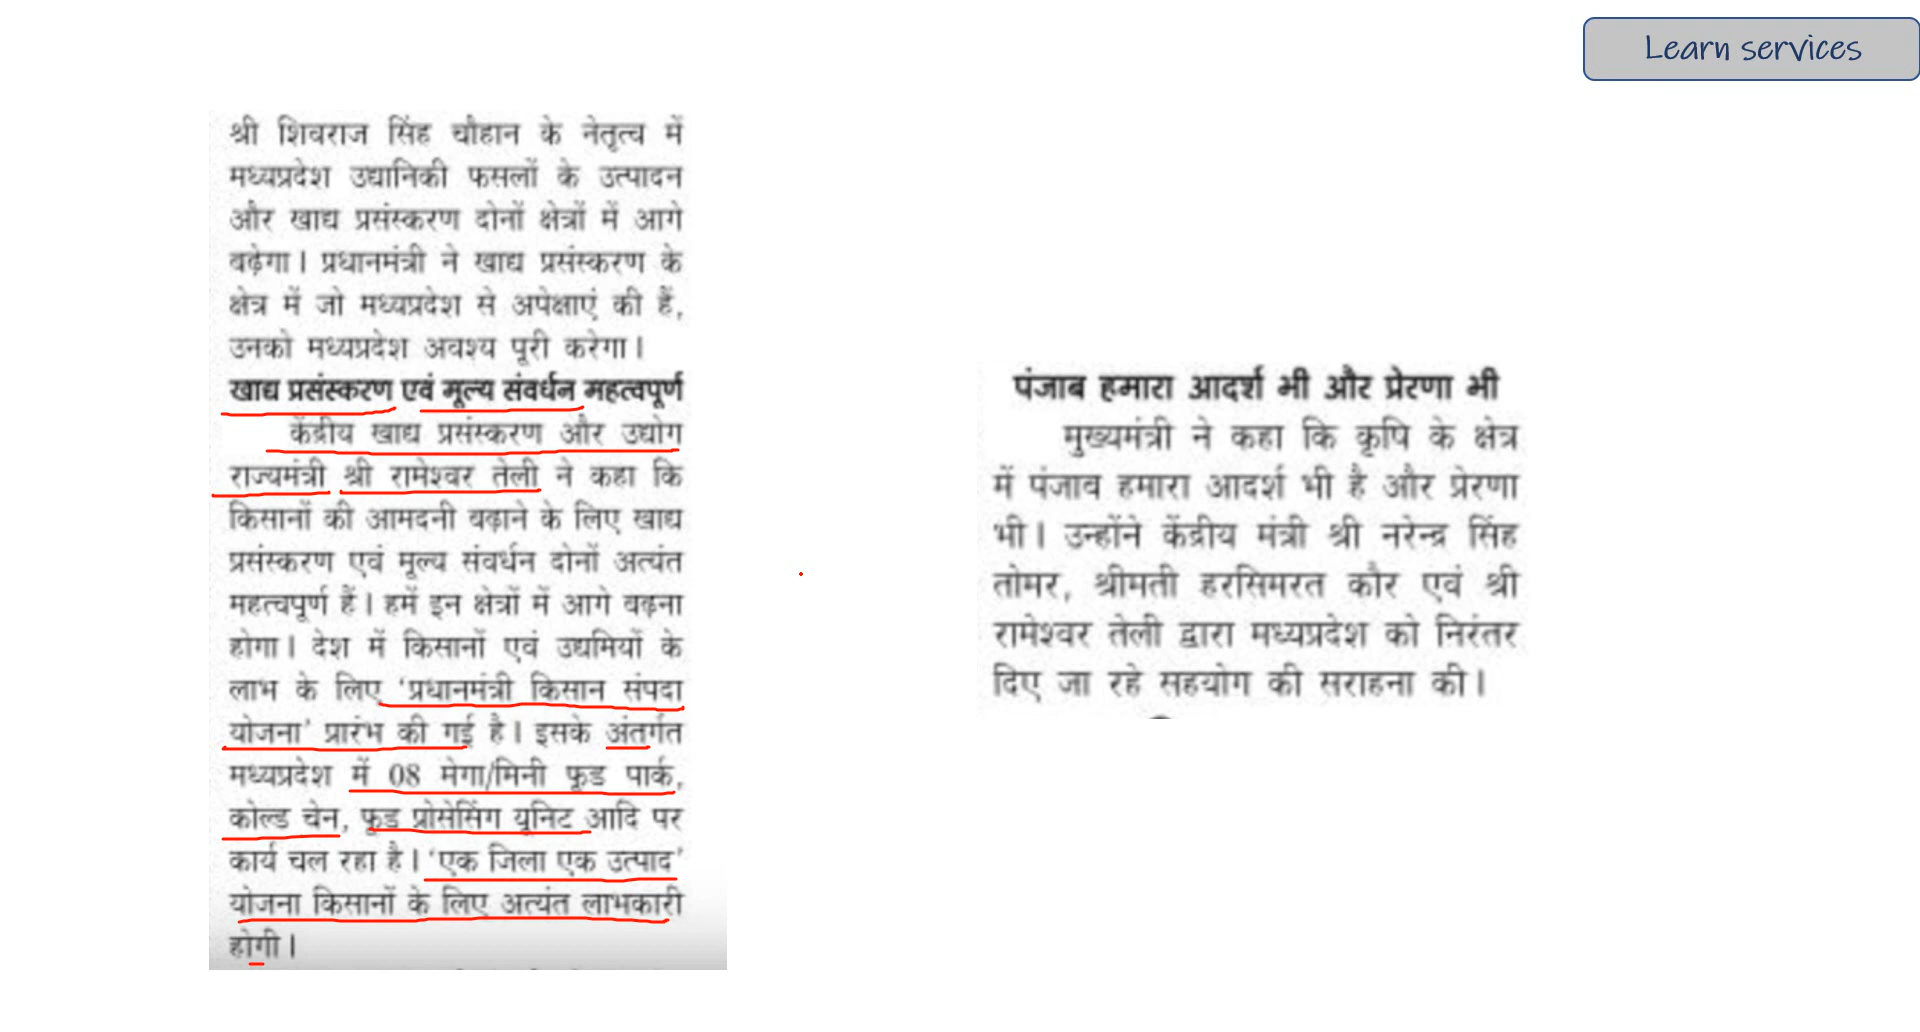 Learn services
श्री शिवराज सिंह चौहान के नेतृत्व में
मध्यप्रदेश उद्यानिकी फसलों के उत्पादन
और खाद्य प्रसंस्करण दोनों क्षेत्रों में आगे
बढ़ेगा। प्रधानमंत्री ने खाद्य प्रसंस्करण के
क्षेत्र में जो मध्यप्रदेश से अपेक्षाएं की हैं,
उनको मध्यप्रदेश अवश्य पूरी करेगा।
खाद्य प्रसंस्करण एवं मूल्य संवर्धन महत्वपूर्ण
केंद्रीय खाद्य प्रसंस्करण और उद्योग
राज्यमंत्री श्री रामेश्वर तेली ने कहा कि
किसानों की आमदनी बढ़ाने के लिए खाद्य
प्रसंस्करण एवं मूल्य संवर्धन दोनों अत्यंत
महत्वपूर्ण हैं। हमें इन क्षेत्रों में आगे बढ़ना
होगा। देश में किसानों एवं उद्यमियों के
लाभ के लिए 'प्रधानमंत्री किसान संपदा
योजना' प्रारंभ की गई है। इसके अंतर्गत
मध्यप्रदेश में 08 मेगा/मिनी फूड पार्क,
कोल्ड चेन, फूड प्रोसेसिंग यूनिट आदि पर
कार्य चल रहा है। 'एक जिला एक उत्पाद'
योजना किसानों के लिए अत्यंत लाभकारी
होगी।
पंजाब हमारा आदर्श भी और प्रेरणा भी
मुख्यमंत्री ने कहा कि कृषि के क्षेत्र
में पंजाब हमारा आदर्श भी है और प्रेरणा
भी। उन्होंने केंद्रीय मंत्री श्री नरेन्द्र सिंह
तोमर, श्रीमती हरसिमरत कौर एवं श्री
रामेश्वर तेली द्वारा मध्यप्रदेश को निरंतर
दिए जा रहे सहयोग की सराहना की।